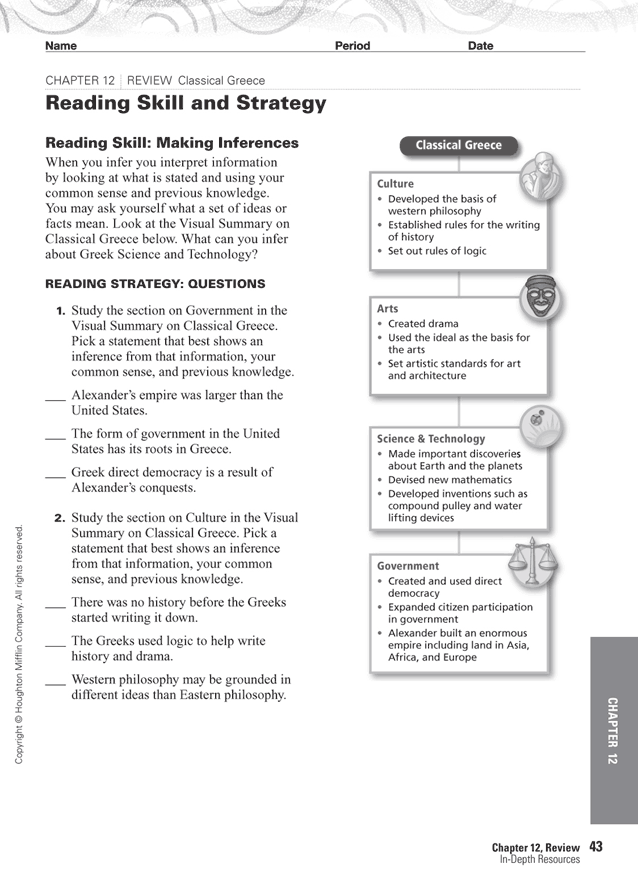 Name Period Date
CHAPTER 12 REVIEW Classical Greece
Reading Skill and Strategy
Reading Skill: Making Inferences
When you infer you interpret information
by looking at what is stated and using your
common sense and previous knowledge.
You may ask yourself what a set of ideas or
facts mean. Look at the Visual Summary on
Classical Greece below. What can you infer
about Greek Science and Technology?
READING STRATEGY: QUESTIONS
1. Study the section on Government in the
Visual Summary on Classical Greece.
Pick a statement that best shows an
inference from that information, your
common sense, and previous knowledge.
___ Alexander's empire was larger than the
United States.
___ The form of government in the United
States has its roots in Greece.
___ Greek direct democracy is a result of
Alexander's conquests.
2. Study the section on Culture in the Visual
Summary on Classical Greece. Pick a
statement that best shows an inference
from that information, your common
sense, and previous knowledge.
___ There was no history before the Greeks
started writing it down.
___ The Greeks used logic to help write
history and drama.
___ Western philosophy may be grounded in
different ideas than Eastern philosophy.
Classical Greece
Culture
• Developed the basis of
western philosophy
• Established rules for the writing
of history
• Set out rules of logic
Arts
• Created drama
• Used the ideal as the basis for
the arts
• Set artistic standards for art
and architecture
Science & Technology
• Made important discoveries
about Earth and the planets
• Devised new mathematics
• Developed inventions such as
compound pulley and water
lifting devices
Government
• Created and used direct
democracy
• Expanded citizen participation
in government
• Alexander built an enormous
empire including land in Asia,
Africa, and Europe
Copyright © Houghton Mifflin Company. All rights reserved.
CHAPTER 12
Chapter 12, Review 43
In-Depth Resources